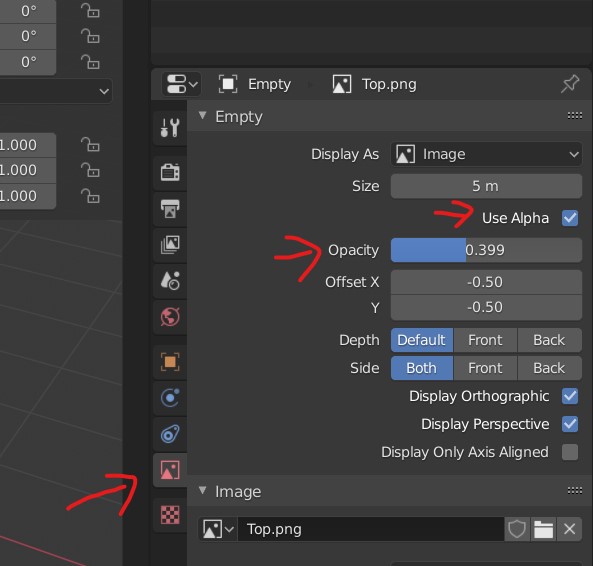 0°
0°
Empty Top.png
0°
Empty
Display As Image
1.000
Size 5 m
1.000
1.000
Use Alpha
Opacity 0.399
Offset X -0.50
Y -0.50
Depth Default Front Back
Side Both Front Back
Display Orthographic
Display Perspective
Display Only Axis Aligned
Image
Top.png